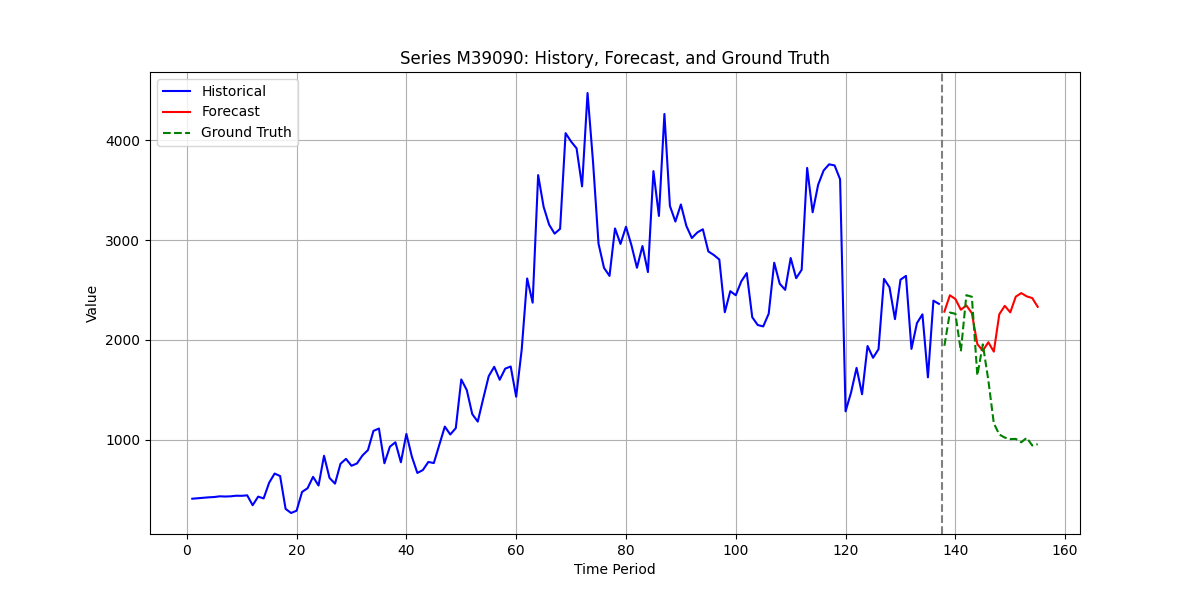 Series M39090: History, Forecast, and Ground Truth
Historical
Forecast
Ground Truth
4000
3000
2000
1000
Value
0 20 40 60 80 100 120 140 160
Time Period